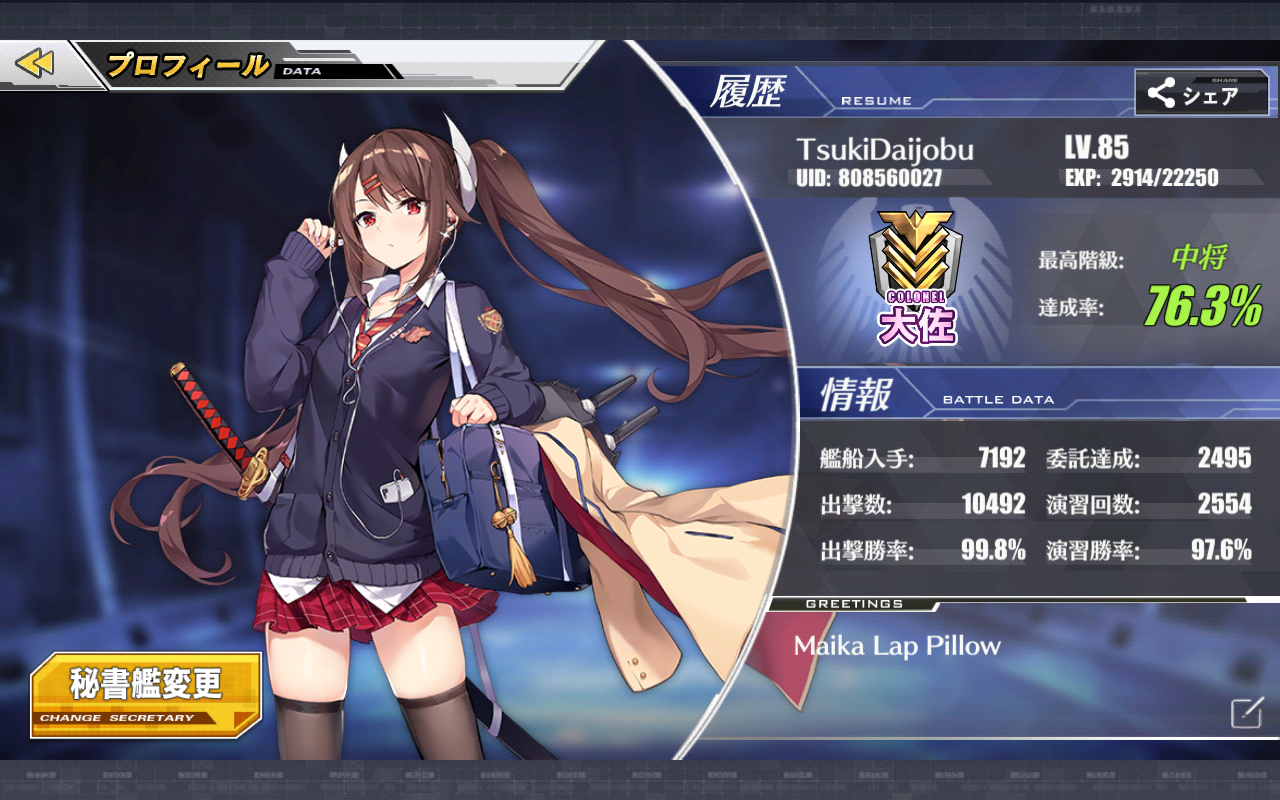 プロフィール DATA
履歴 RESUME
SHARE
シェア
TsukiDaijobu LV.85
UID: 808560027 EXP: 2914/22250
最高階級: 中将
COLONEL
大佐
達成率: 76.3%
情報 BATTLE DATA
艦船入手: 7192 委託達成: 2495
出撃数: 10492 演習回数: 2554
出撃勝率: 99.8% 演習勝率: 97.6%
GREETINGS
Maika Lap Pillow
秘書艦変更
CHANGE SECRETARY